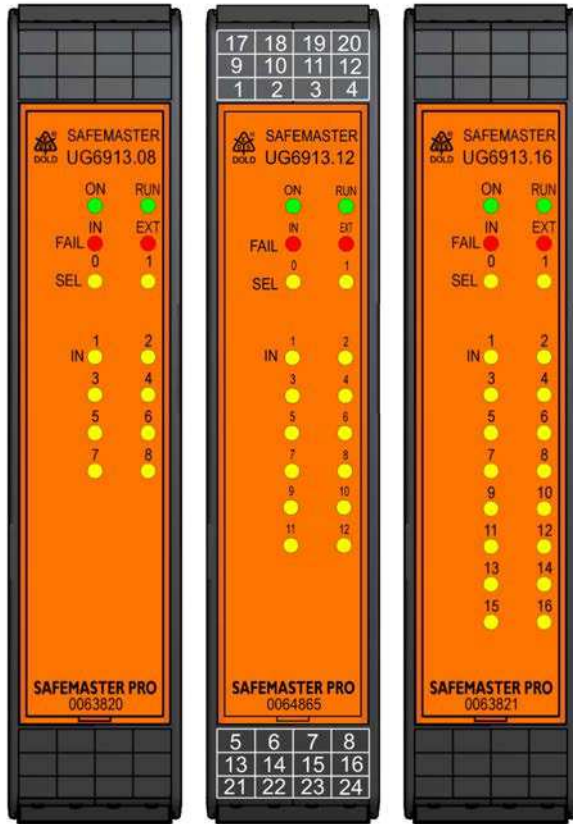 SAFEMASTER
DOLD ®
UG6913.08
ON RUN
IN EXT
FAIL
0 1
SEL
1 2
IN
3 4
5 6
7 8
SAFEMASTER PRO
0063820
17 18 19 20
9 10 11 12
1 2 3 4
SAFEMASTER
DOLD ®
UG6913.12
ON RUN
IN EXT
FAIL
0 1
SEL
1 2
IN
3 4
5 6
7 8
9 10
11 12
SAFEMASTER PRO
0064865
5 6 7 8
13 14 15 16
21 22 23 24
SAFEMASTER
DOLD ®
UG6913.16
ON RUN
IN EXT
FAIL
0 1
SEL
1 2
IN
3 4
5 6
7 8
9 10
11 12
13 14
15 16
SAFEMASTER PRO
0063821